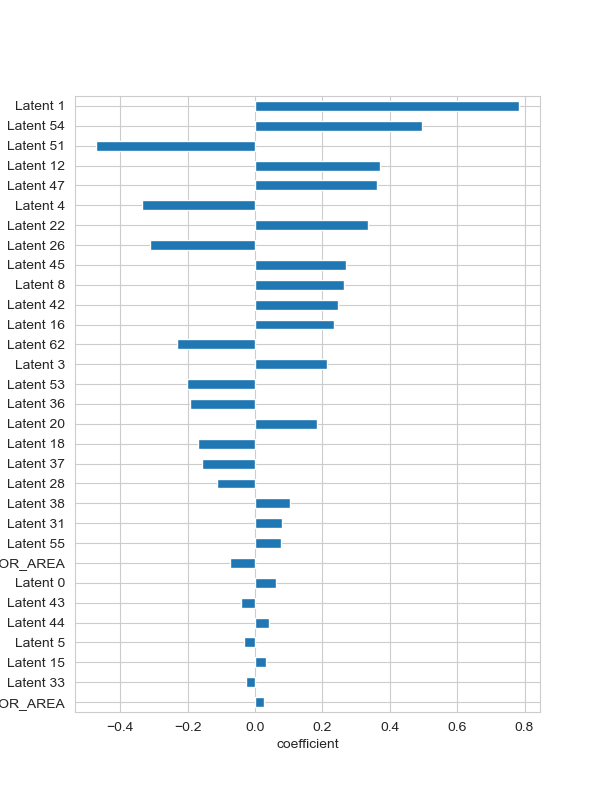 Latent 1
Latent 54
Latent 51
Latent 12
Latent 47
Latent 4
Latent 22
Latent 26
Latent 45
Latent 8
Latent 42
Latent 16
Latent 62
Latent 3
Latent 53
Latent 36
Latent 20
Latent 18
Latent 37
Latent 28
Latent 38
Latent 31
Latent 55
OR_AREA
Latent 0
Latent 43
Latent 44
Latent 5
Latent 15
Latent 33
OR_AREA
−0.4 −0.2 0.0 0.2 0.4 0.6 0.8
coefficient